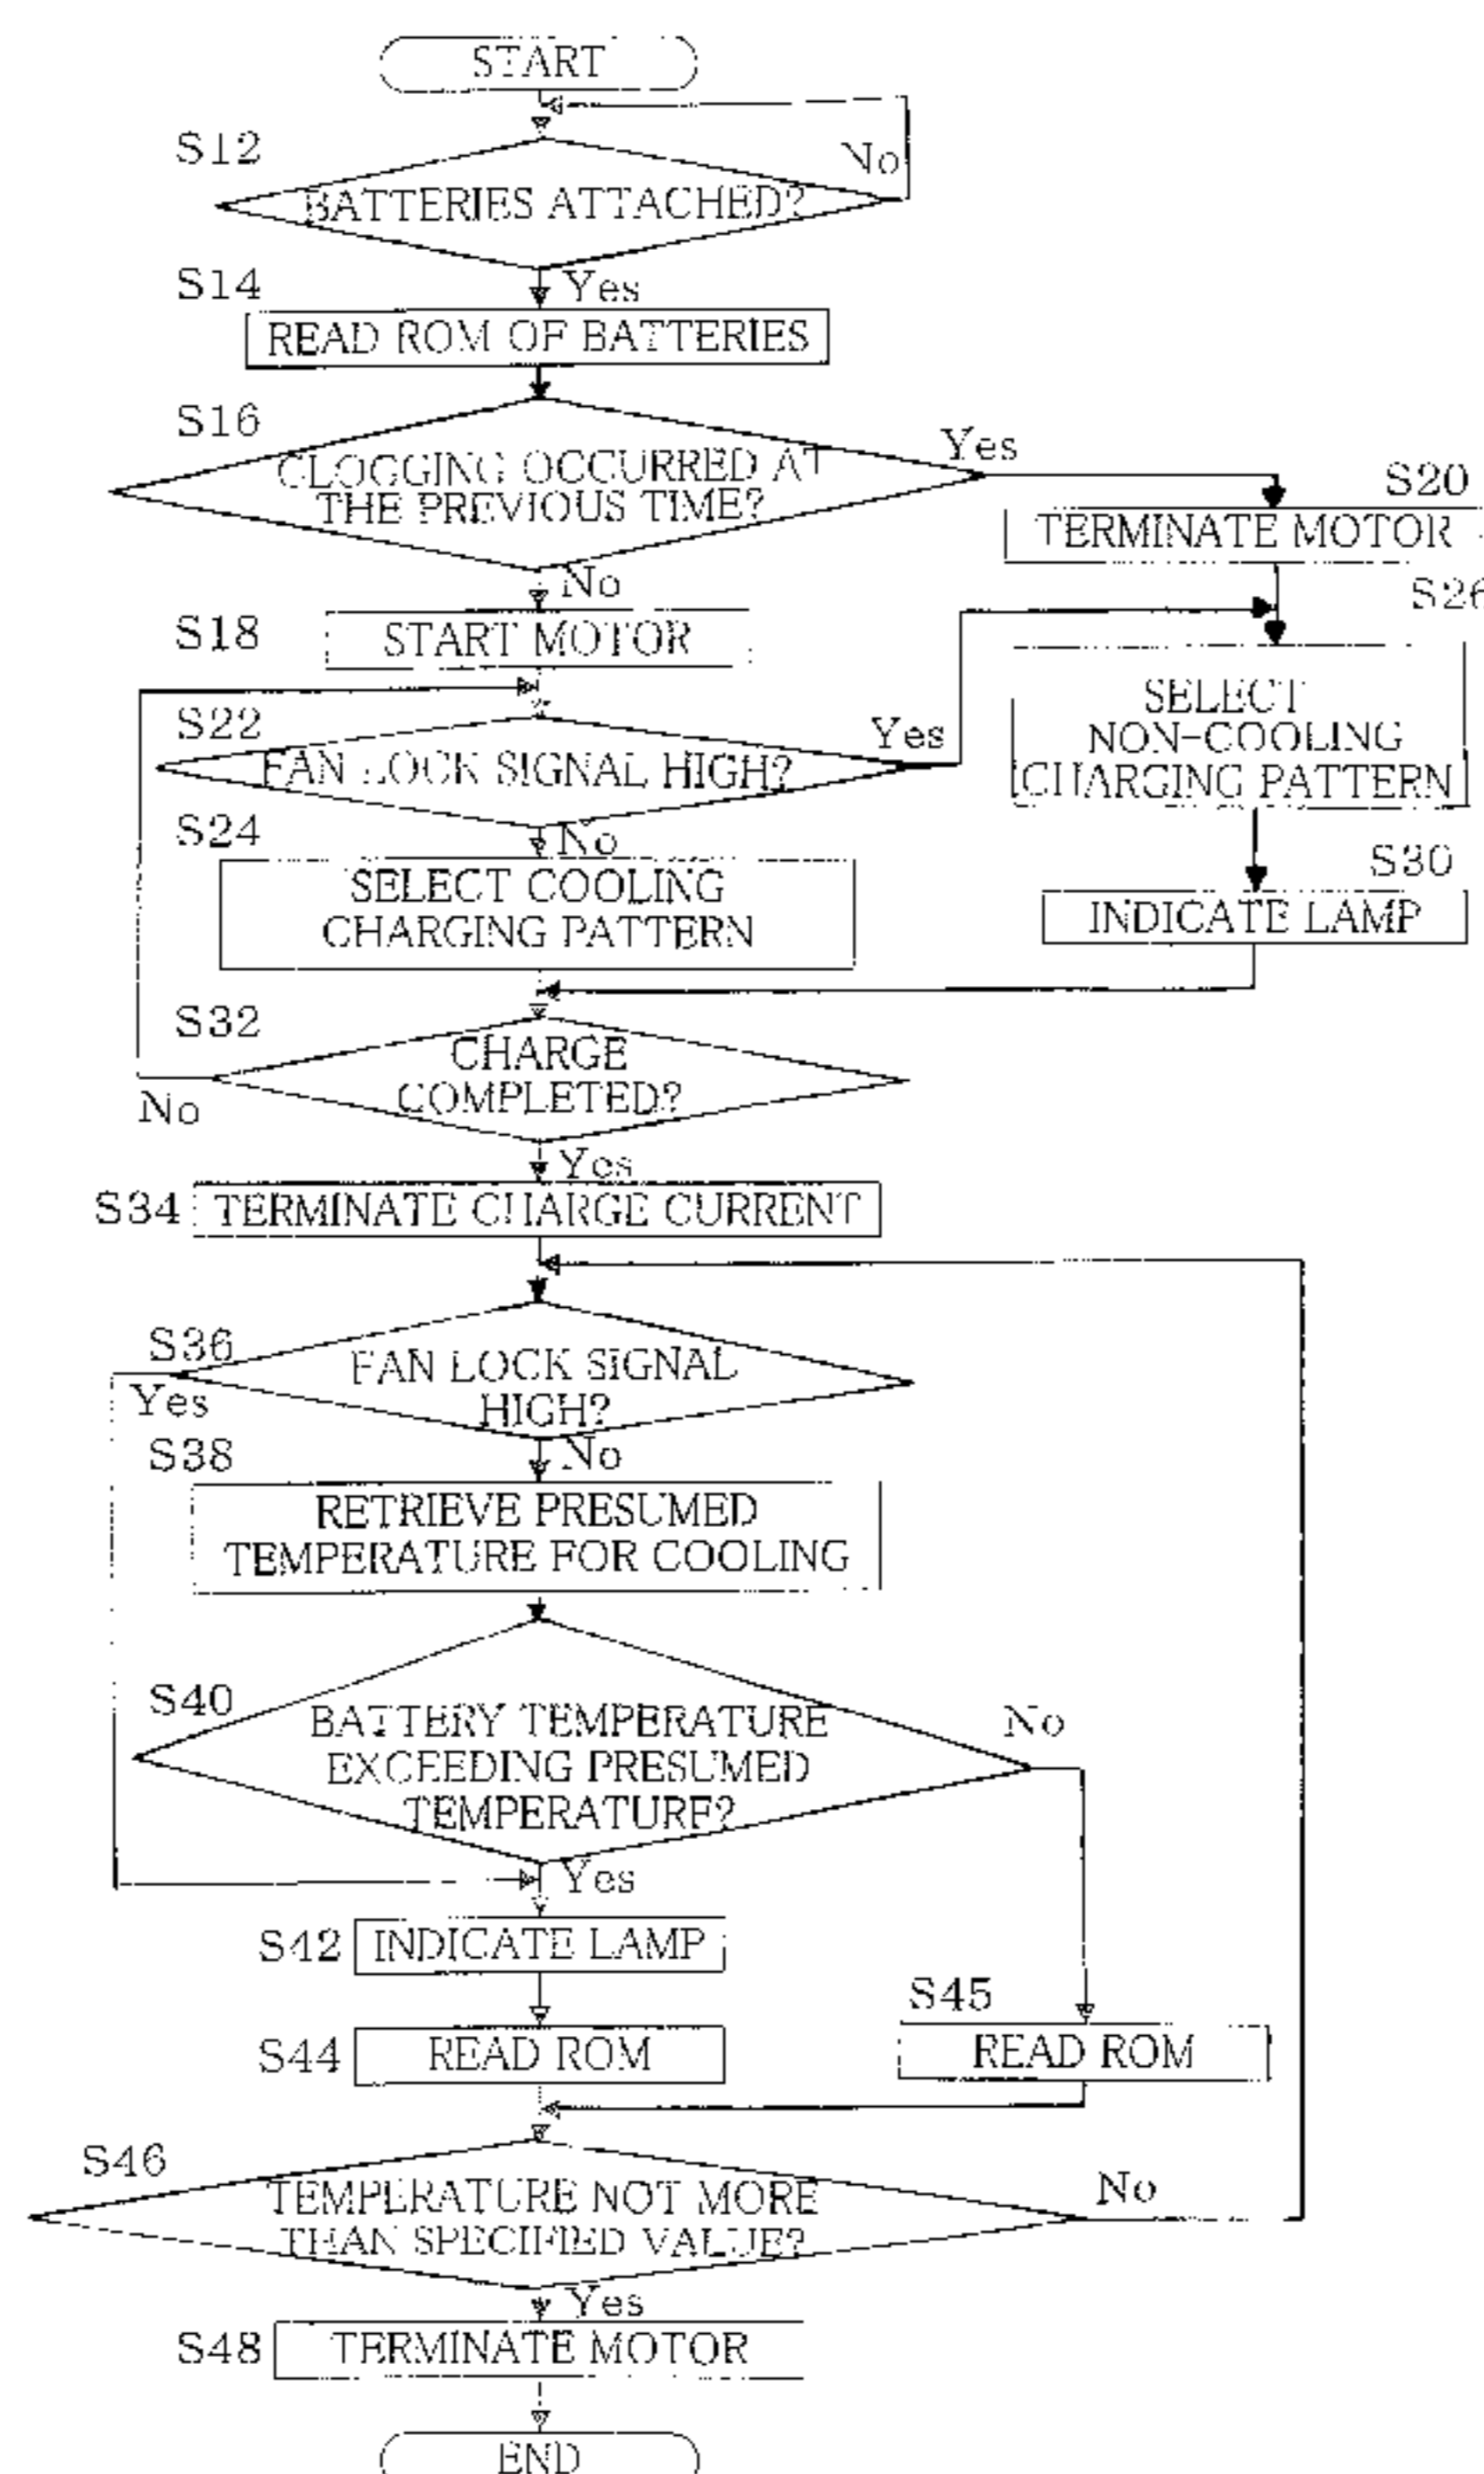 START
S12
No
BATTERIES ATTACHED?
S14
Yes
READ ROM OF BATTERIES
S16
CLOGGING OCCURRED AT
THE PREVIOUS TIME?
Yes
S20
TERMINATE MOTOR
No
S26
S18
START MOTOR
SELECT
NON-COOLING
CHARGING PATTERN
S22
FAN LOCK SIGNAL HIGH?
Yes
S24
No
SELECT COOLING
CHARGING PATTERN
S30
INDICATE LAMP
S32
CHARGE
COMPLETED?
No
Yes
S34
TERMINATE CHARGE CURRENT
S36
FAN LOCK SIGNAL
HIGH?
Yes
S38
No
RETRIEVE PRESUMED
TEMPERATURE FOR COOLING
S40
BATTERY TEMPERATURE
EXCEEDING PRESUMED
TEMPERATURE?
No
Yes
S42
INDICATE LAMP
S45
S44
READ ROM
READ ROM
S46
TEMPERATURE NOT MORE
THAN SPECIFIED VALUE?
No
Yes
S48
TERMINATE MOTOR
END